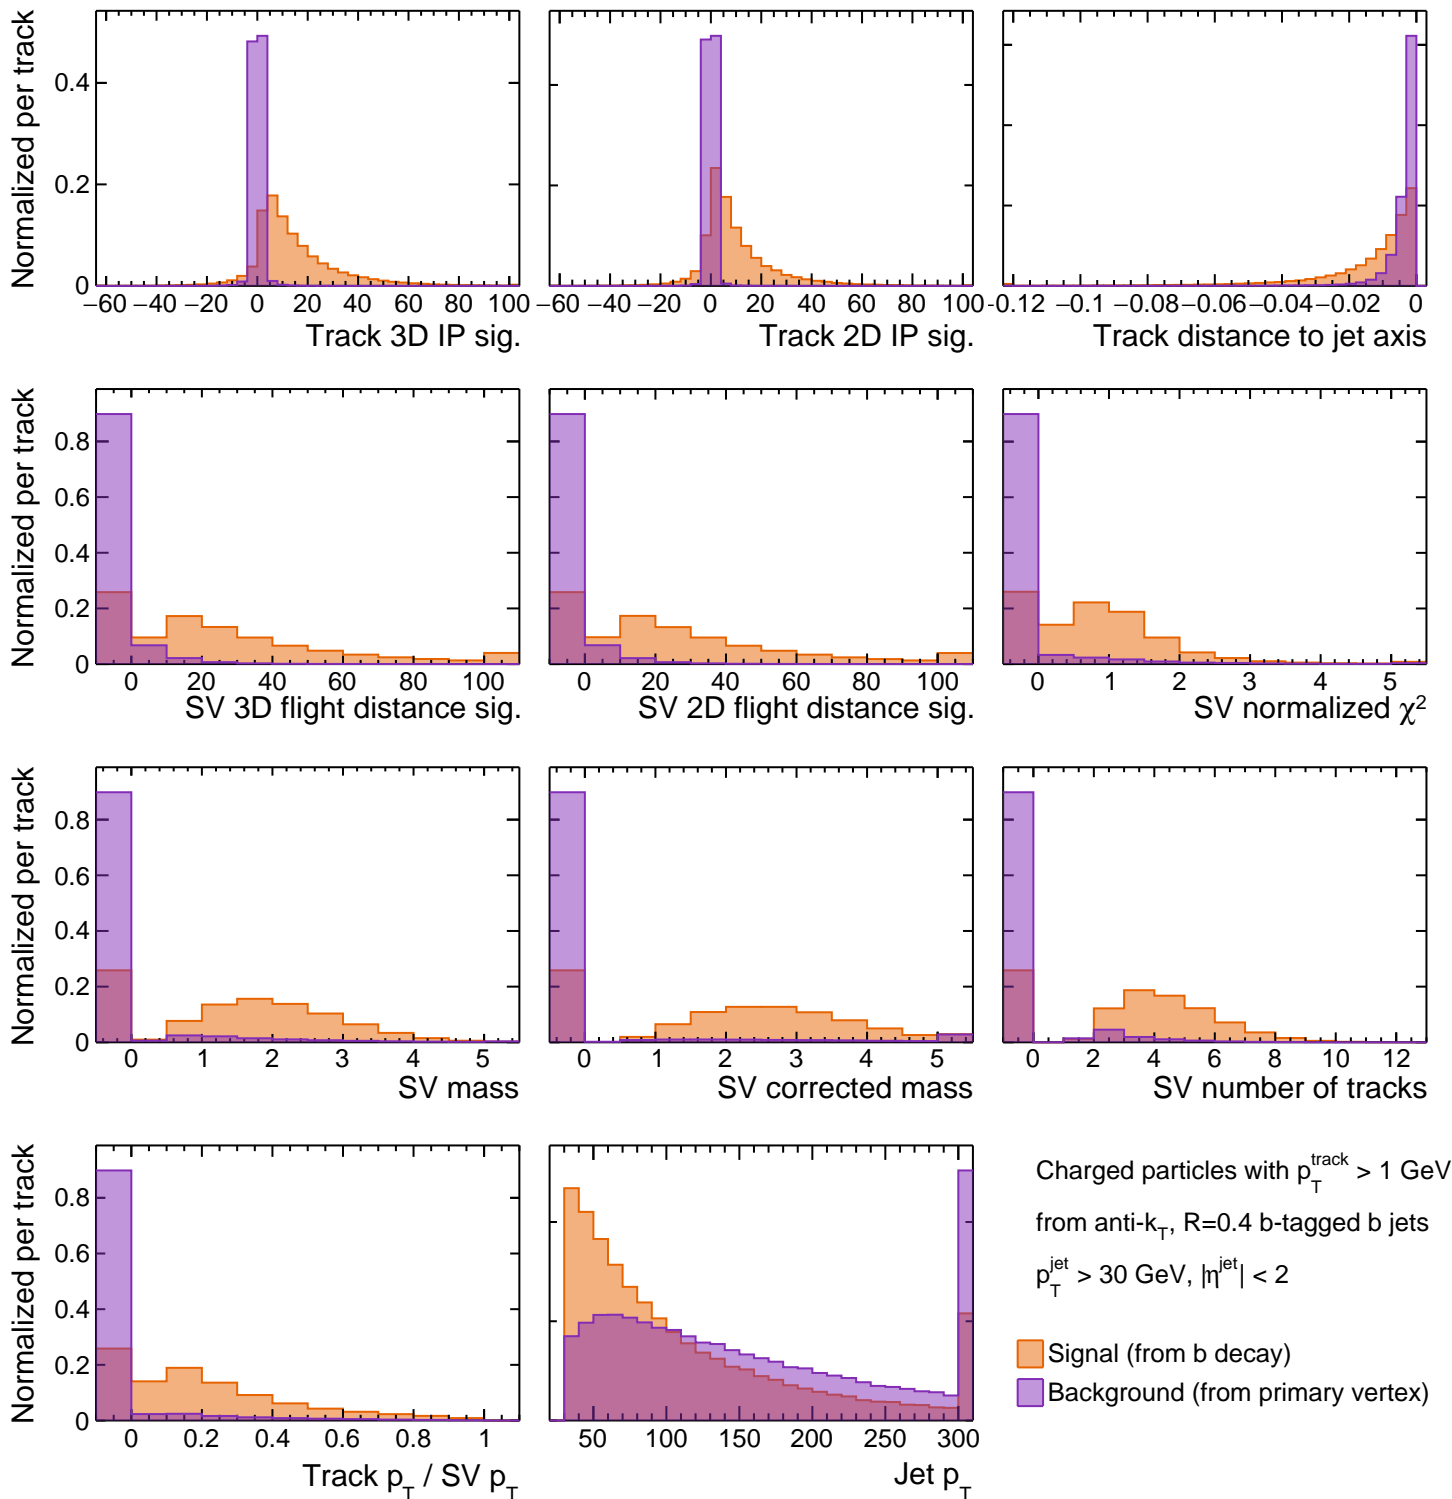 Normalized per track
0.4
0.2
0
−60 −40 −20 0 20 40 60 80 100
Track 3D IP sig.
−60 −40 −20 0 20 40 60 80 100
Track 2D IP sig.
−0.12 −0.1 −0.08 −0.06 −0.04 −0.02 0
Track distance to jet axis
Normalized per track
0.8
0.6
0.4
0.2
0
0 20 40 60 80 100
SV 3D flight distance sig.
0 20 40 60 80 100
SV 2D flight distance sig.
0 1 2 3 4 5
SV normalized χ²
Normalized per track
0.8
0.6
0.4
0.2
0
0 1 2 3 4 5
SV mass
0 1 2 3 4 5
SV corrected mass
0 2 4 6 8 10 12
SV number of tracks
Normalized per track
0.8
0.6
0.4
0.2
0
0 0.2 0.4 0.6 0.8 1
Track p_T / SV p_T
50 100 150 200 250 300
Jet p_T
Charged particles with p_T^track > 1 GeV
from anti-k_T, R=0.4 b-tagged b jets
p_T^jet > 30 GeV, |η^jet| < 2
Signal (from b decay)
Background (from primary vertex)